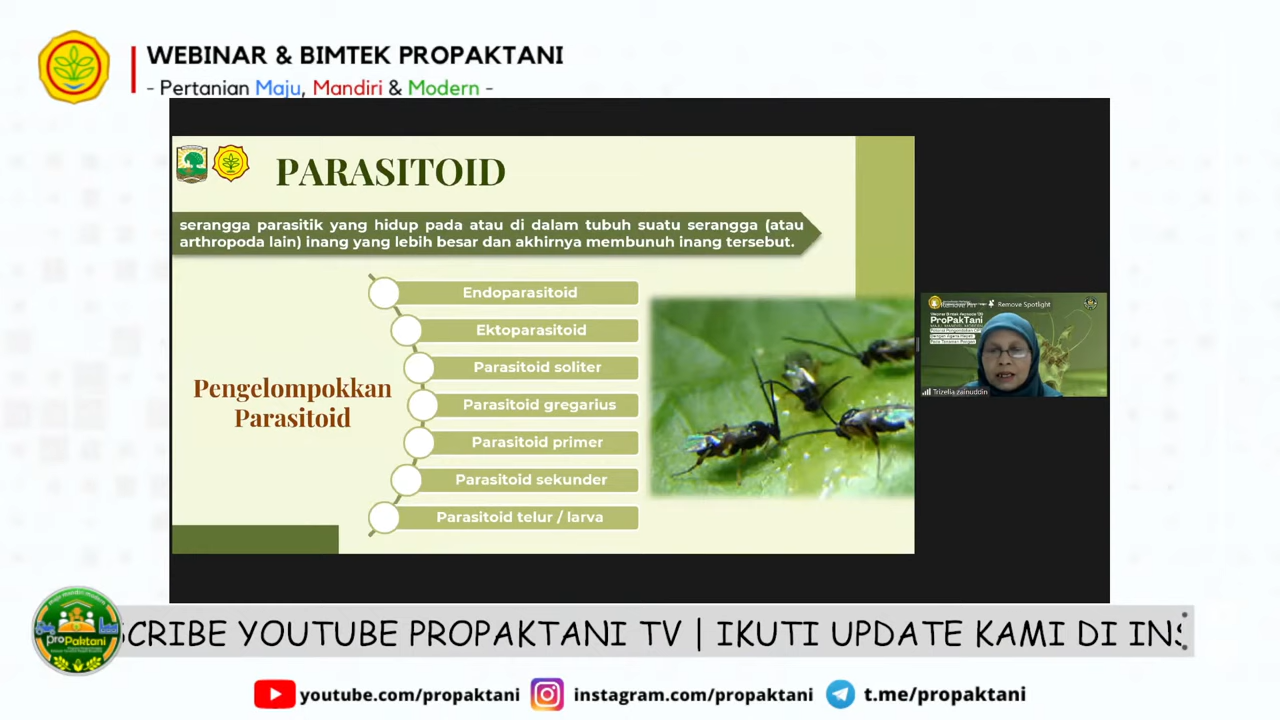 WEBINAR & BIMTEK PROPAKTANI
- Pertanian Maju, Mandiri & Modern -
PARASITOID
serangga parasitik yang hidup pada atau di dalam tubuh suatu serangga (atau
arthropoda lain) inang yang lebih besar dan akhirnya membunuh inang tersebut.
Pengelompokkan
Parasitoid
Endoparasitoid
Ektoparasitoid
Parasitoid soliter
Parasitoid gregarius
Parasitoid primer
Parasitoid sekunder
Parasitoid telur / larva
Remove Spotlight
ProPakTani
Trizelia zainuddin
proPaktani
SCRIBE YOUTUBE PROPAKTANI TV | IKUTI UPDATE KAMI DI INS
youtube.com/propaktani
instagram.com/propaktani
t.me/propaktani